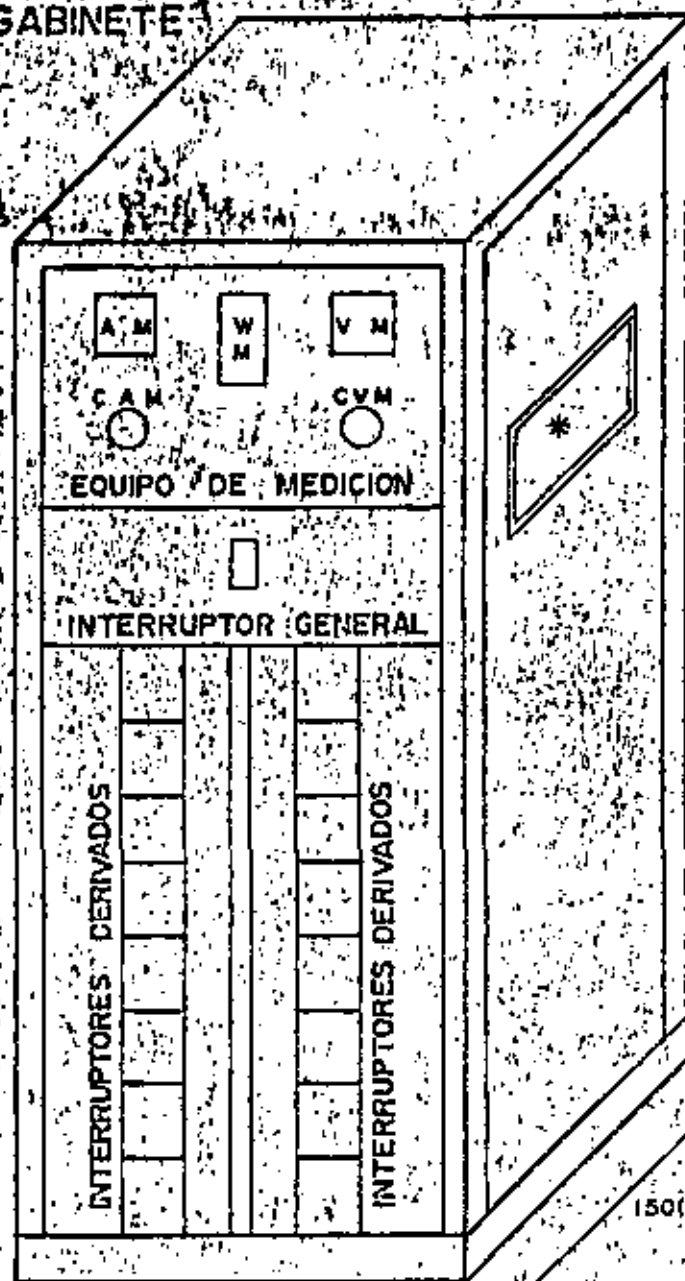 GABINETE
A M
W
M
V M
C A M
C V M
EQUIPO DE MEDICION
INTERRUPTOR GENERAL
INTERRUPTORES DERIVADOS
INTERRUPTORES DERIVADOS
*